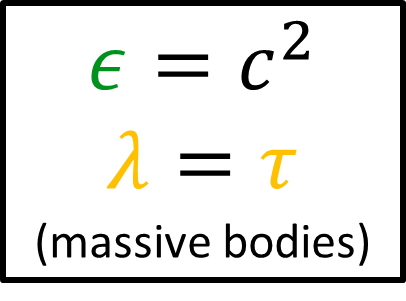 ϵ = c²
λ = τ
(massive bodies)